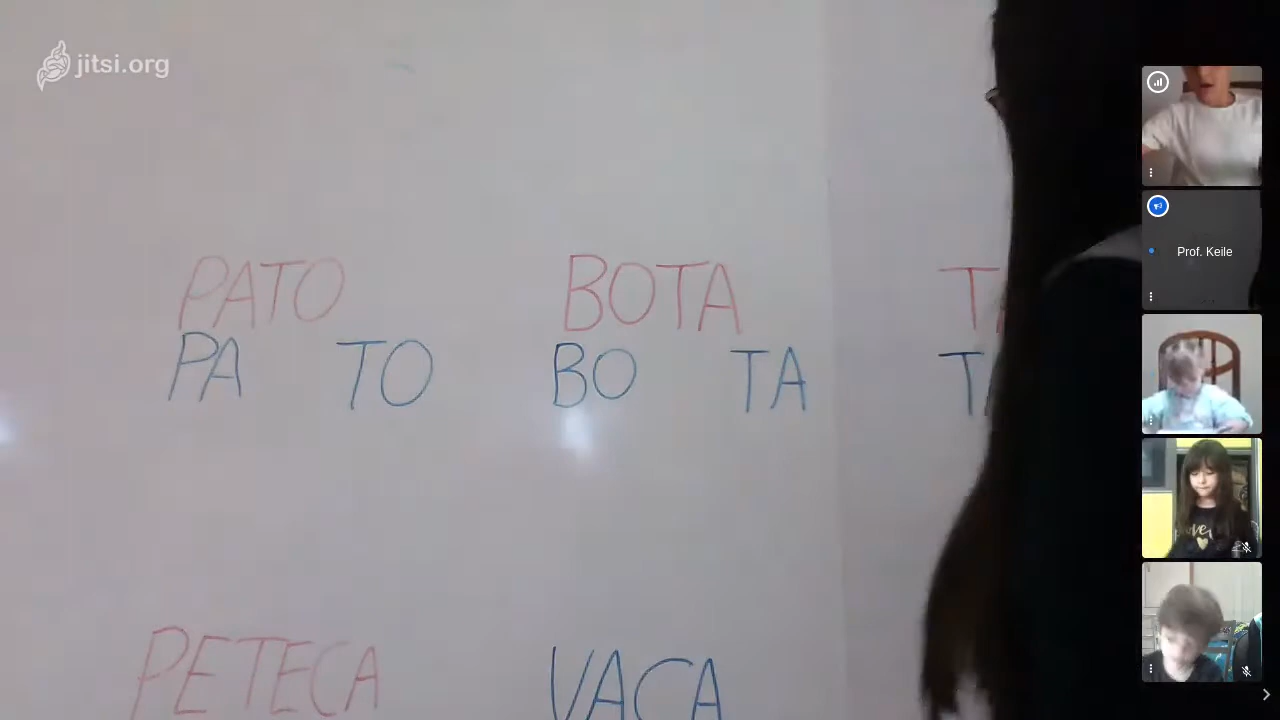 jitsi.org
PATO BOTA
PA TO BO TA
PETECA VACA
Prof. Keile